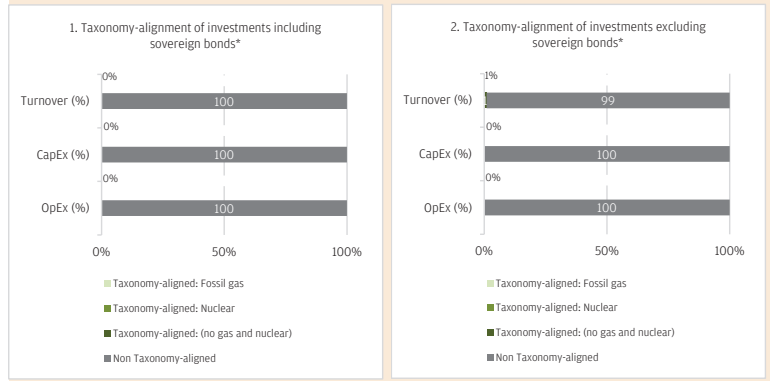 1. Taxonomy-alignment of investments including
sovereign bonds*
0%
Turnover (%)
100
0%
CapEx (%)
100
0%
OpEx (%)
100
0%
50%
100%
Taxonomy-aligned: Fossil gas
Taxonomy-aligned: Nuclear
Taxonomy-aligned: (no gas and nuclear)
Non Taxonomy-aligned
2. Taxonomy-alignment of investments excluding
sovereign bonds*
1%
Turnover (%)
1
99
0%
CapEx (%)
100
0%
OpEx (%)
100
0%
50%
100%
Taxonomy-aligned: Fossil gas
Taxonomy-aligned: Nuclear
Taxonomy-aligned: (no gas and nuclear)
Non Taxonomy-aligned